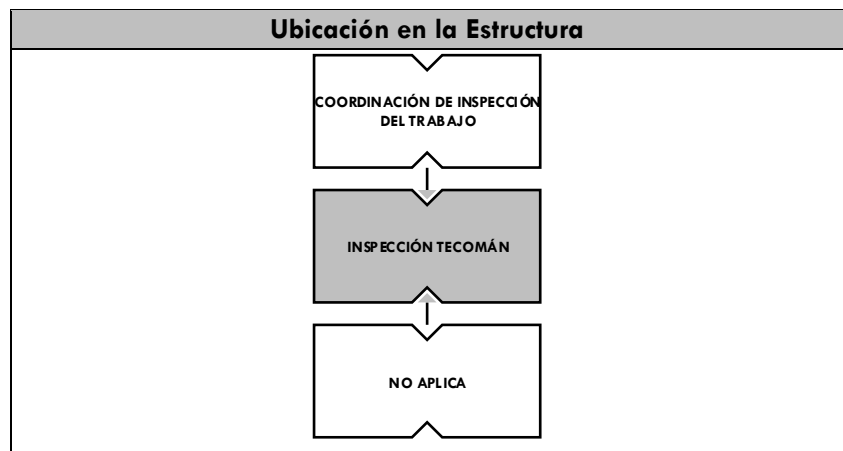 Ubicación en la Estructura
COORDINACIÓN DE INSPECCIÓN
DEL TRABAJO
INSPECCIÓN TECOMÁN
NO APLICA